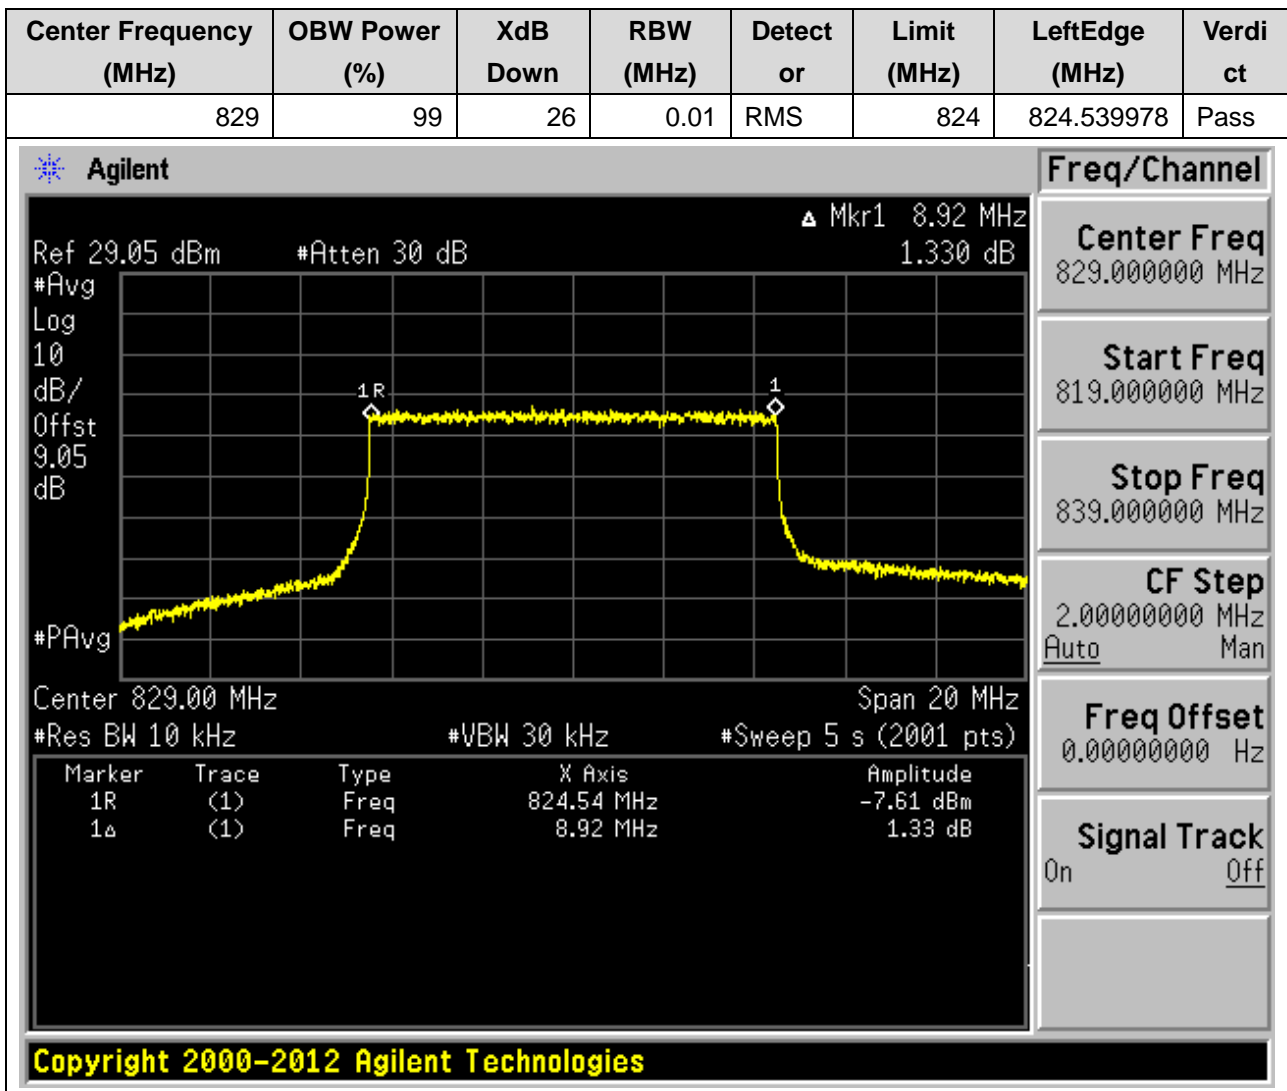 Center Frequency (MHz) OBW Power (%) XdB Down RBW (MHz) Detect or Limit (MHz) LeftEdge (MHz) Verdi ct
829 99 26 0.01 RMS 824 824.539978 Pass
Agilent
Freq/Channel
Δ Mkr1 8.92 MHz
Ref 29.05 dBm #Atten 30 dB 1.330 dB
#Avg
Log
10
dB/
Offst
9.05
dB
#PAvg
1R
1
Center 829.00 MHz Span 20 MHz
#Res BW 10 kHz #VBW 30 kHz #Sweep 5 s (2001 pts)
Marker Trace Type X Axis Amplitude
1R (1) Freq 824.54 MHz -7.61 dBm
1Δ (1) Freq 8.92 MHz 1.33 dB
Center Freq
829.000000 MHz
Start Freq
819.000000 MHz
Stop Freq
839.000000 MHz
CF Step
2.00000000 MHz
Auto Man
Freq Offset
0.00000000 Hz
Signal Track
On Off
Copyright 2000-2012 Agilent Technologies